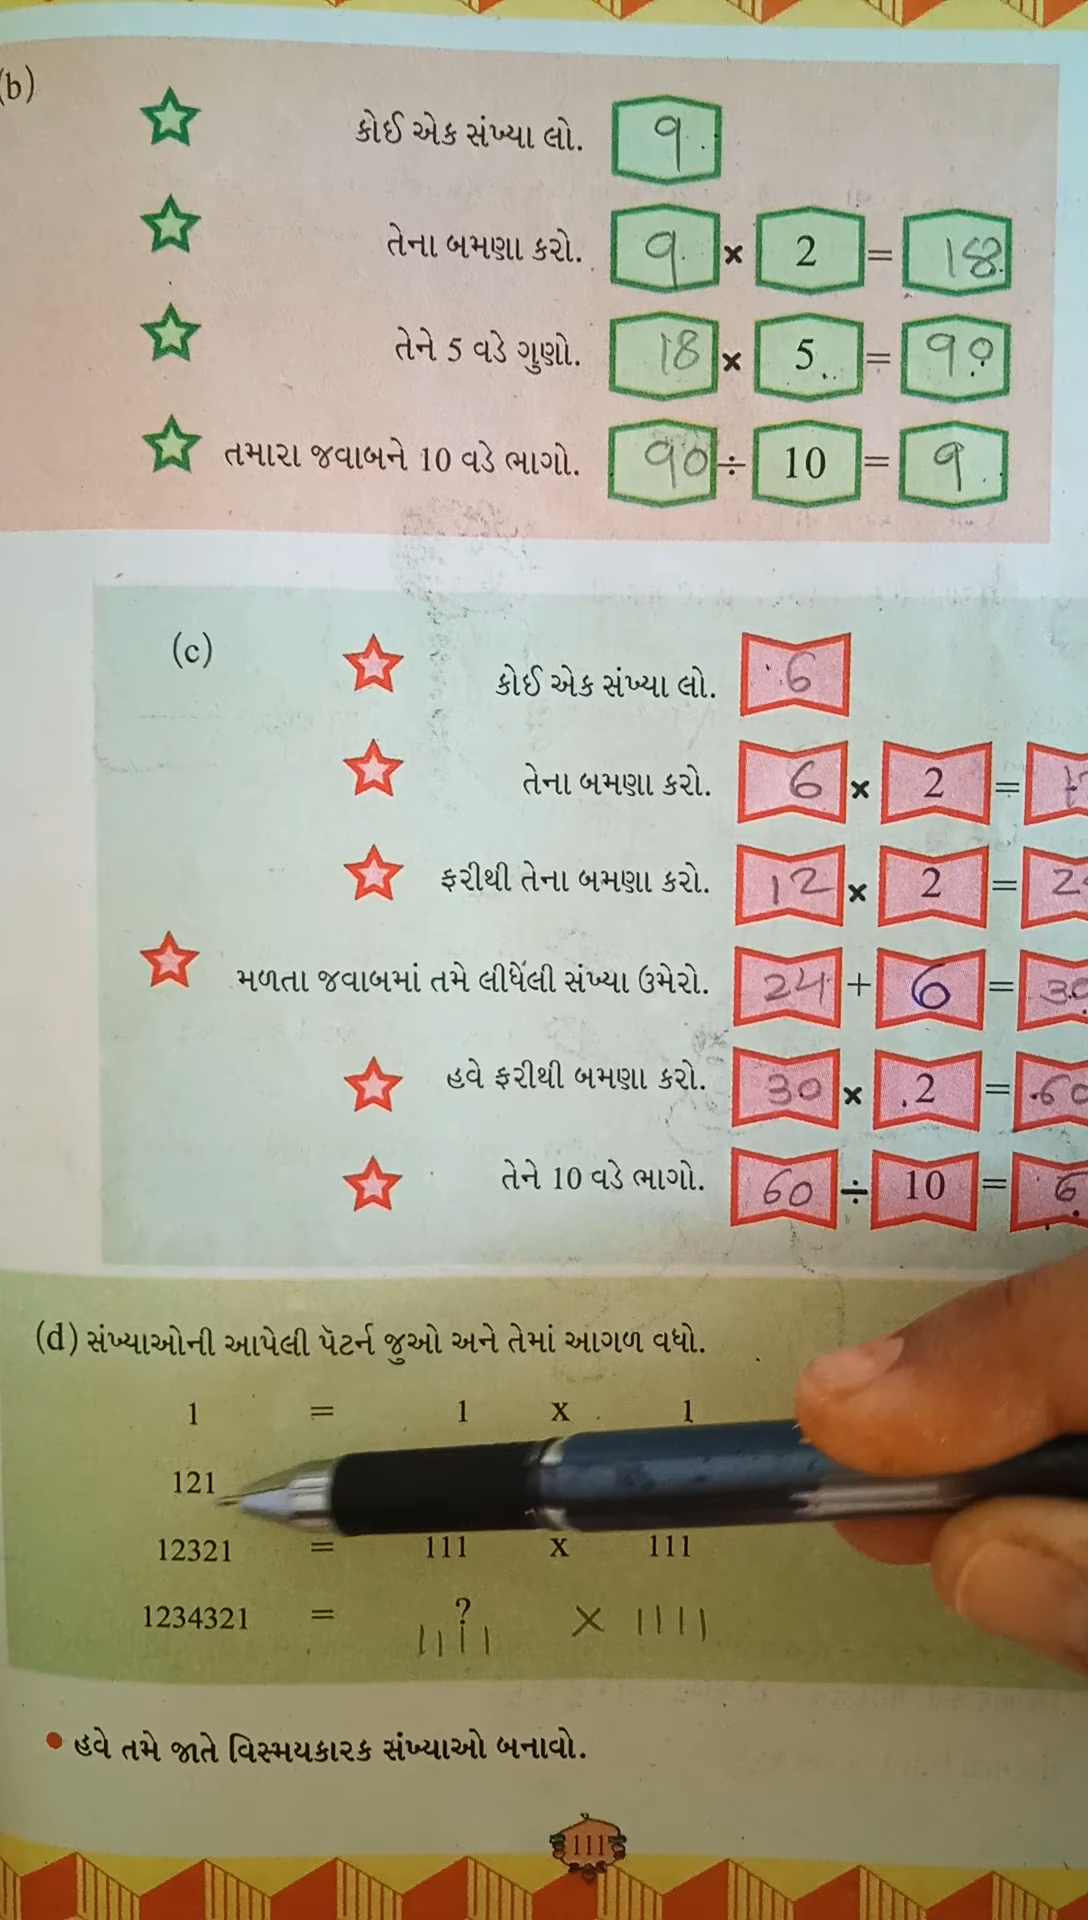 (b)
કોઈ એક સંખ્યા લો. 9
તેના બમણા કરો. 9 × 2 = 18
તેને 5 વડે ગુણો. 18 × 5 = 90
તમારા જવાબને 10 વડે ભાગો. 90 ÷ 10 = 9
(c)
કોઈ એક સંખ્યા લો. 6
તેના બમણા કરો. 6 × 2 =
ફરીથી તેના બમણા કરો. 12 × 2 =
મળતા જવાબમાં તમે લીધેલી સંખ્યા ઉમેરો. 24 + 6 = 30
હવે ફરીથી બમણા કરો. 30 × 2 = 60
તેને 10 વડે ભાગો. 60 ÷ 10 = 6
(d) સંખ્યાઓની આપેલી પૅટર્ન જુઓ અને તેમાં આગળ વધો.
1 = 1 x 1
121
12321 = 111 x 111
1234321 = ?
1111 × 1111
• હવે તમે જાતે વિસ્મયકારક સંખ્યાઓ બનાવો.
111